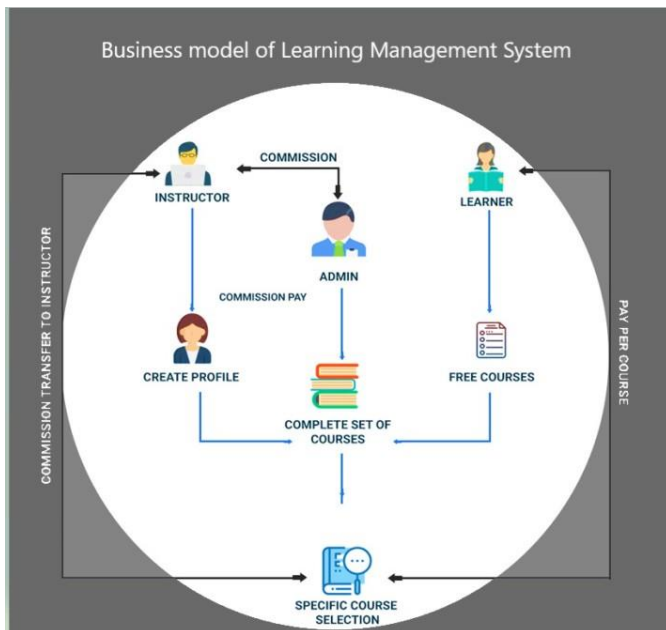 Business model of Learning Management System
COMMISSION
INSTRUCTOR
LEARNER
ADMIN
COMMISSION PAY
CREATE PROFILE
FREE COURSES
COMPLETE SET OF
COURSES
COMMISSION TRANSFER TO INSTRUCTOR
PAY PER COURSE
SPECIFIC COURSE
SELECTION